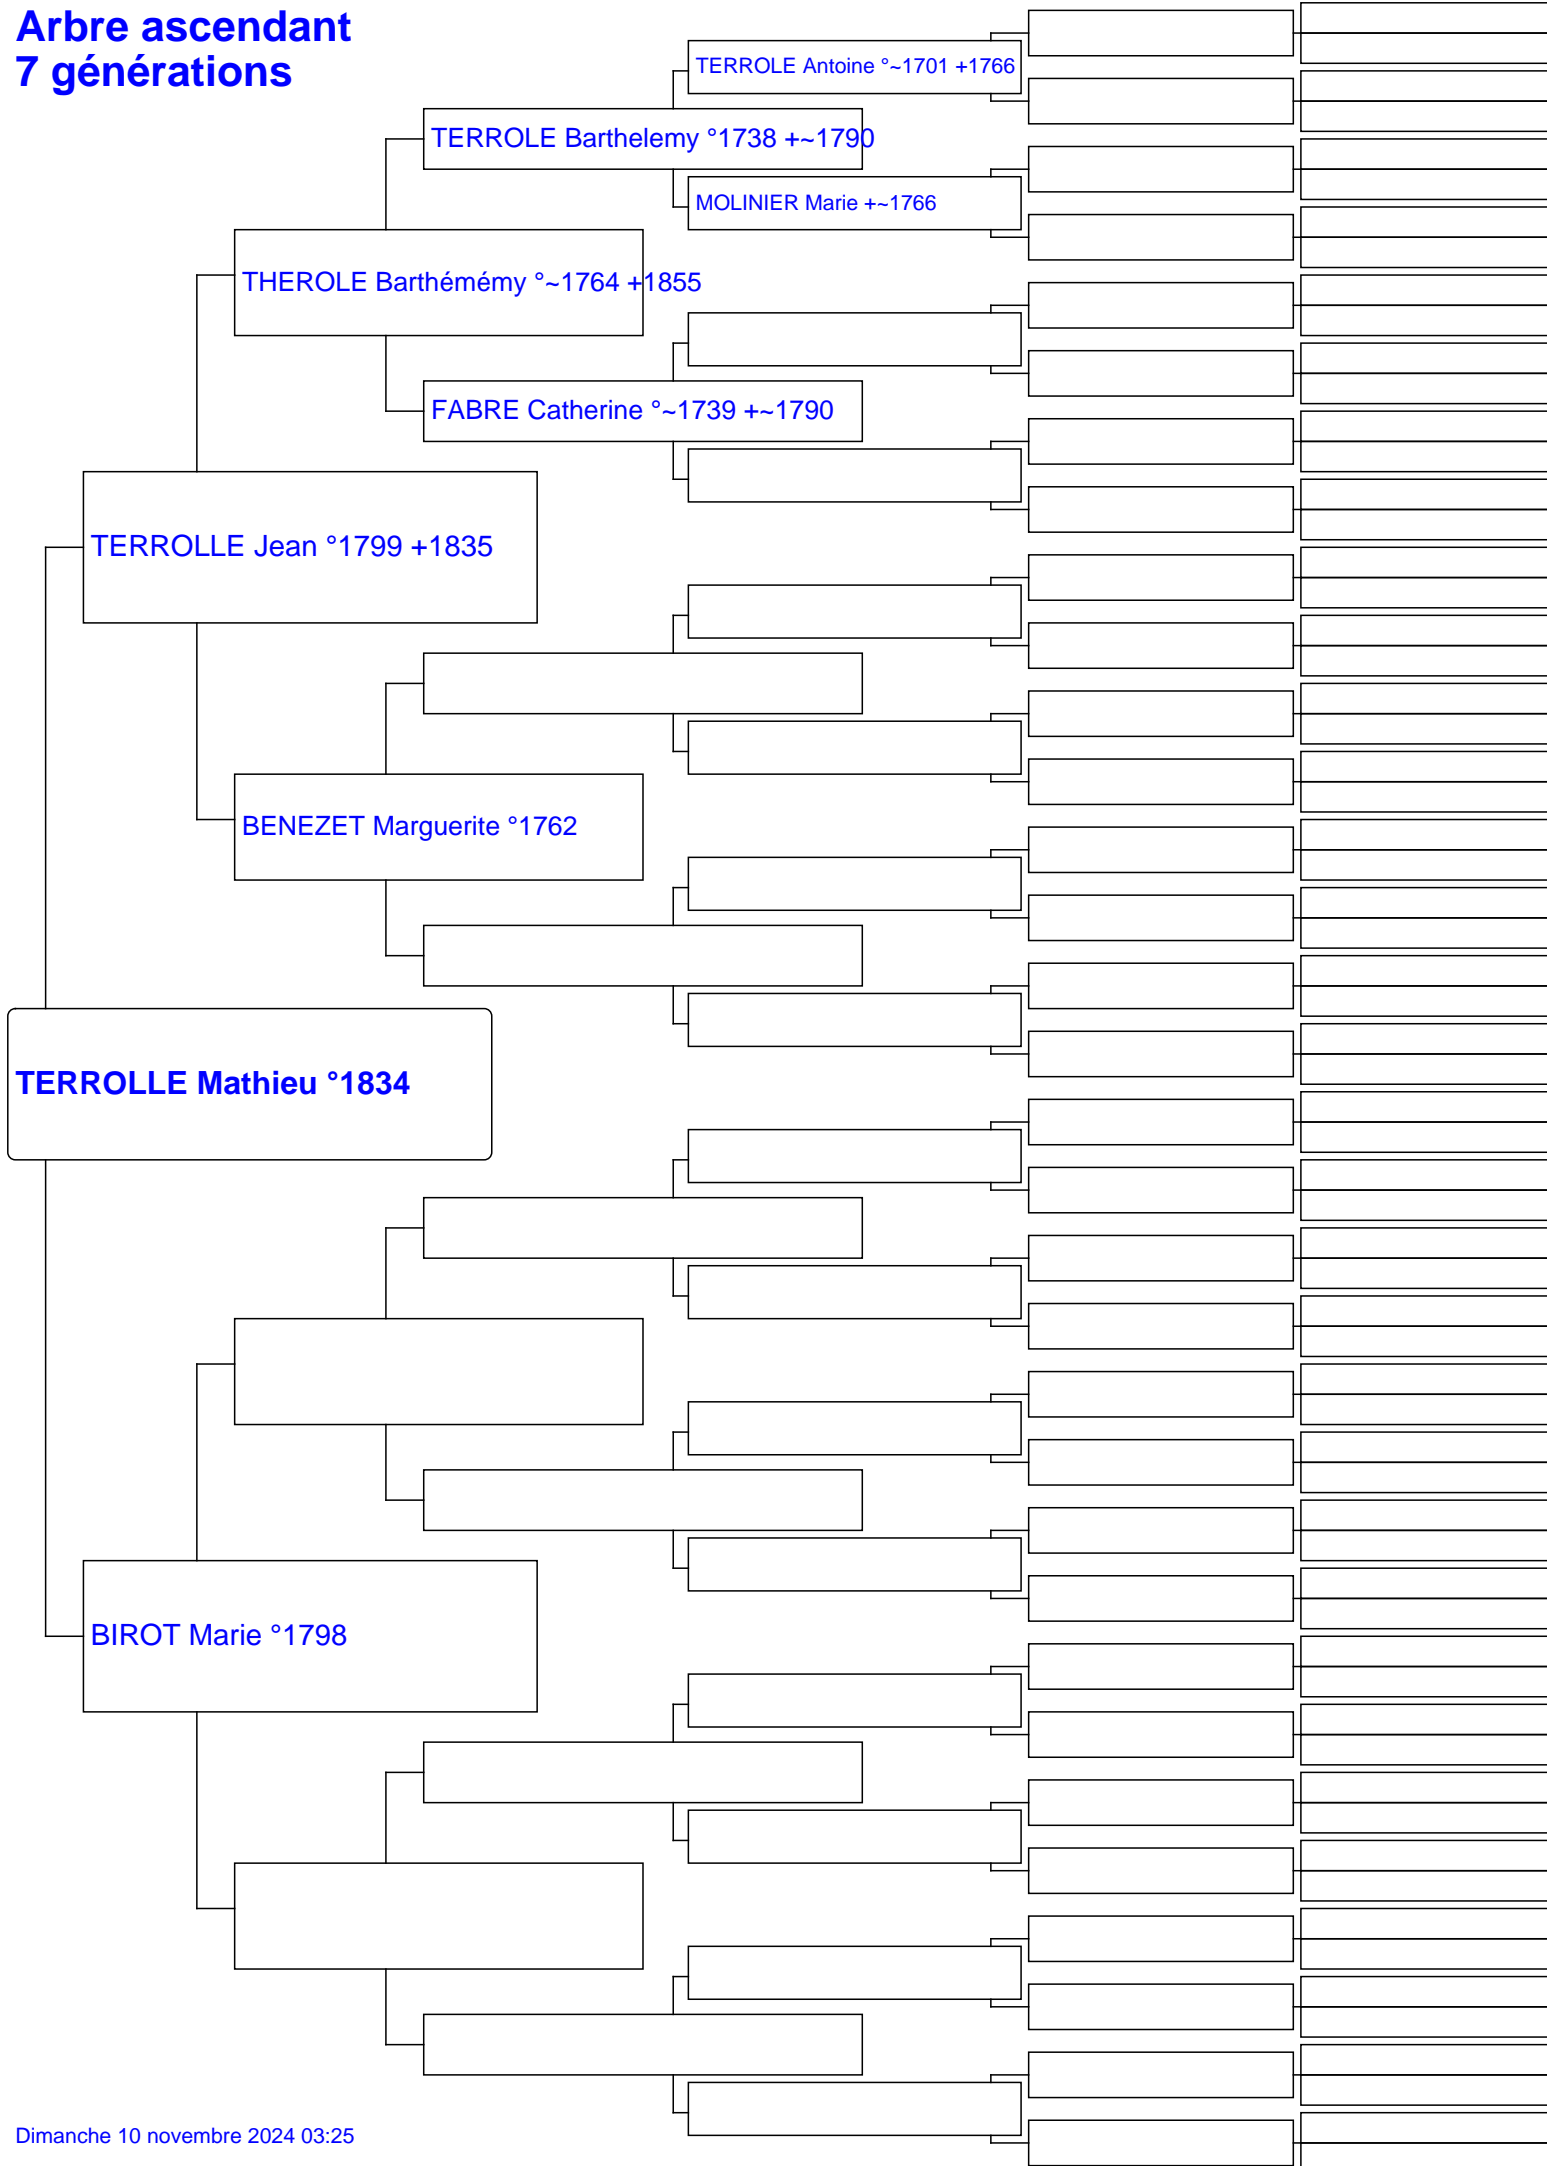 Arbre ascendant
7 générations
TERROLE Antoine °~1701 +1766
TERROLE Barthelemy °1738 +~1790
MOLINIER Marie +~1766
THEROLE Barthémémy °~1764 +1855
FABRE Catherine °~1739 +~1790
TERROLLE Jean °1799 +1835
BENEZET Marguerite °1762
TERROLLE Mathieu °1834
BIROT Marie °1798
Dimanche 10 novembre 2024 03:25